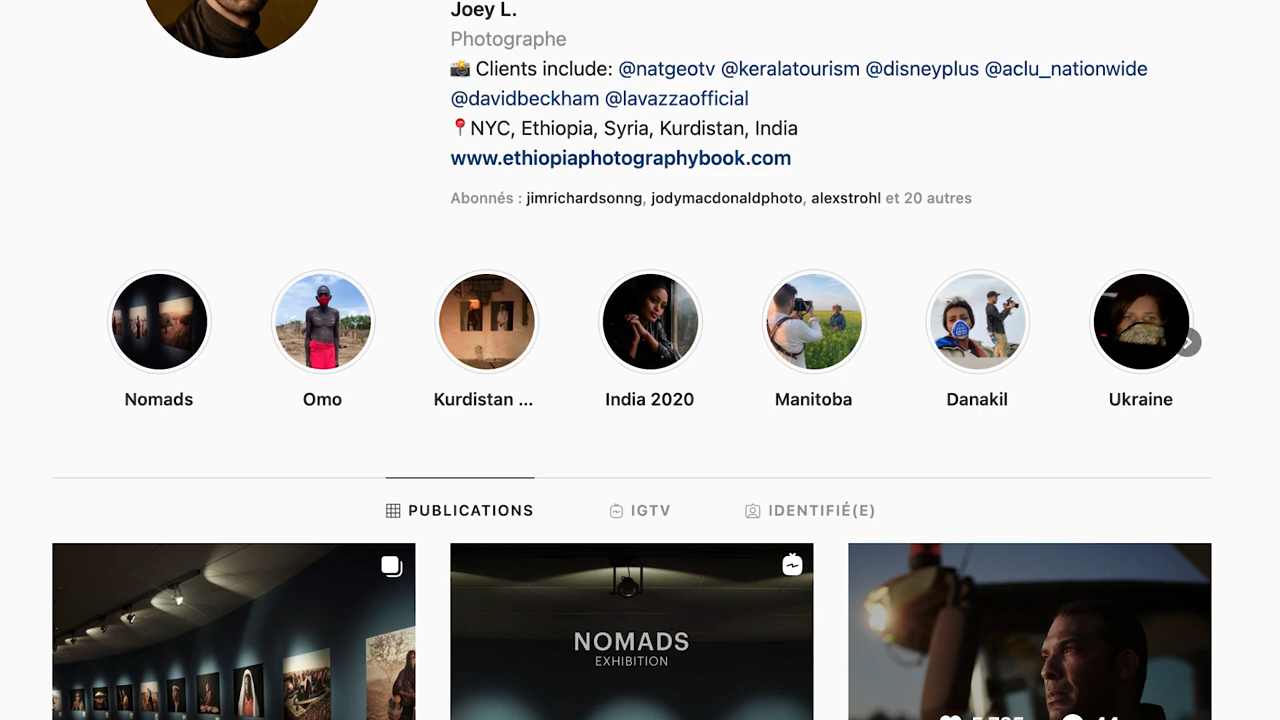 Joey L.
Photographe
📸 Clients include: @natgeotv @keralatourism @disneyplus @aclu_nationwide
@davidbeckham @lavazzaofficial
📍NYC, Ethiopia, Syria, Kurdistan, India
www.ethiopiaphotographybook.com
Abonnés : jimrichardsonng, jodymacdonaldphoto, alexstrohl et 20 autres
Nomads
Omo
Kurdistan ...
India 2020
Manitoba
Danakil
Ukraine
PUBLICATIONS
IGTV
IDENTIFIÉ(E)
NOMADS
EXHIBITION